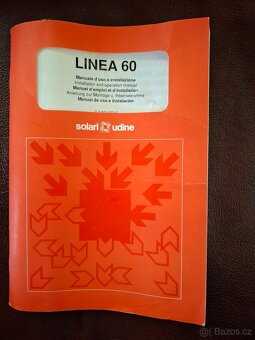 LINEA 60
Manuale d'uso e installazione
Installation and operation manual
Manuel d'emploi et d'installation
Anleitung zur Montage u. Inbetriebnahme
Manual de uso e instalación
solari udine
Bazos.cz